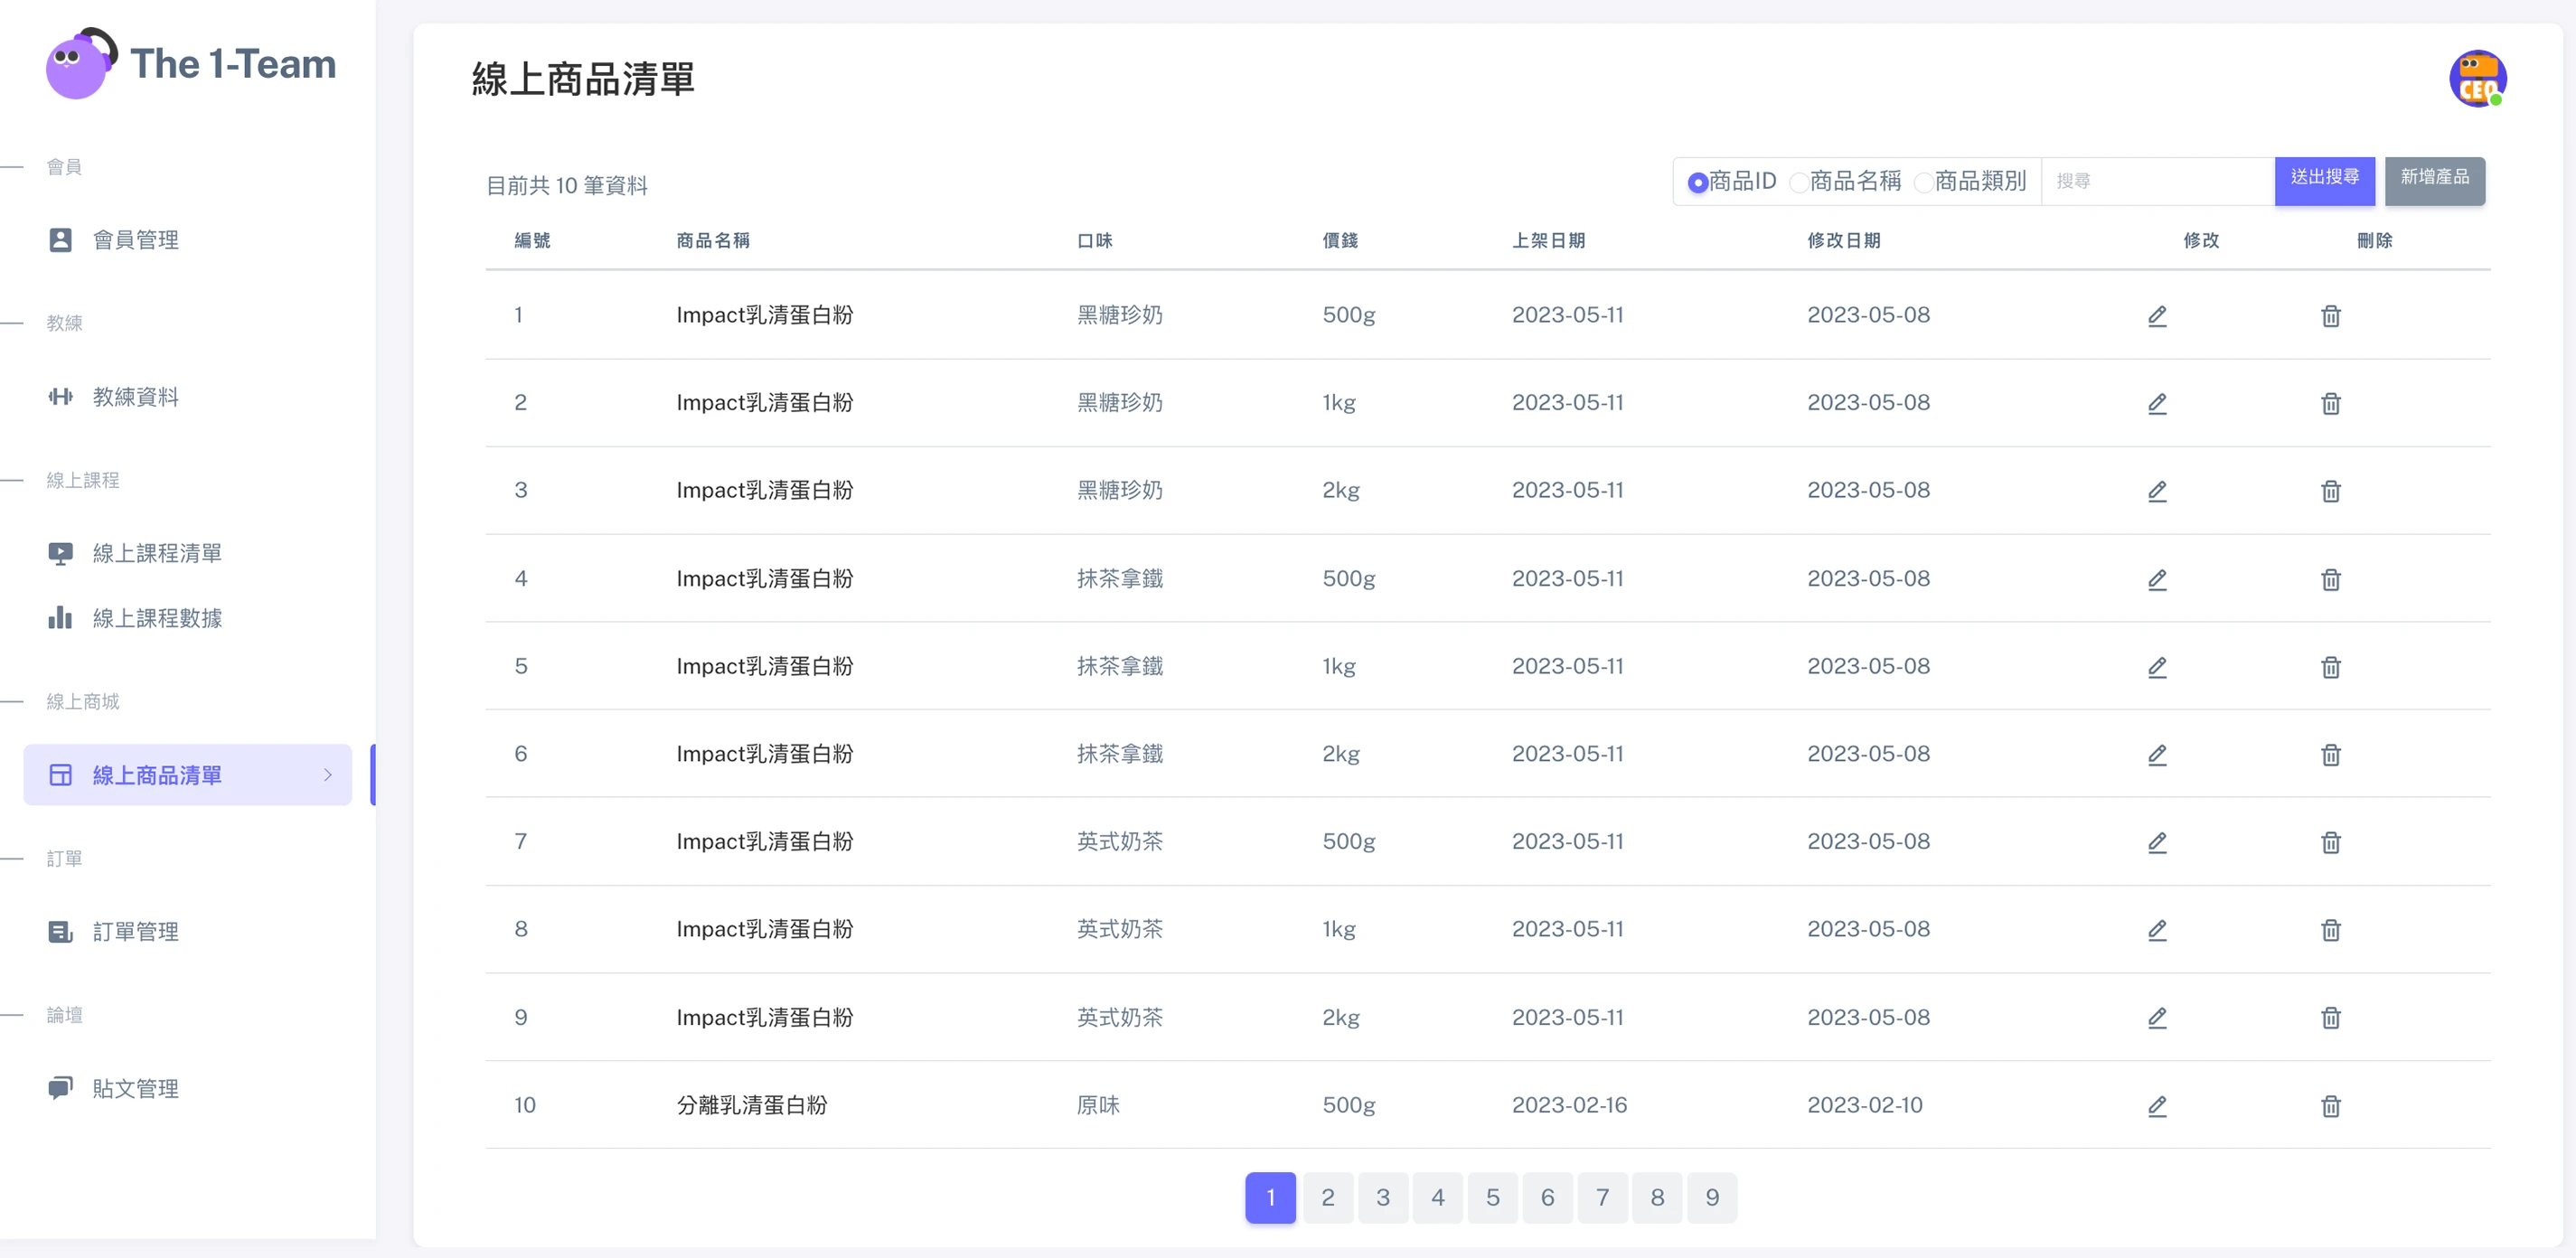 The 1-Team
會員
會員管理
教練
教練資料
線上課程
線上課程清單
線上課程數據
線上商城
線上商品清單
訂單
訂單管理
論壇
貼文管理
線上商品清單
CEO
目前共 10 筆資料
商品ID 商品名稱 商品類別 搜尋 送出搜尋 新增產品
編號 商品名稱 口味 價錢 上架日期 修改日期 修改 刪除
1 Impact乳清蛋白粉 黑糖珍奶 500g 2023-05-11 2023-05-08
2 Impact乳清蛋白粉 黑糖珍奶 1kg 2023-05-11 2023-05-08
3 Impact乳清蛋白粉 黑糖珍奶 2kg 2023-05-11 2023-05-08
4 Impact乳清蛋白粉 抹茶拿鐵 500g 2023-05-11 2023-05-08
5 Impact乳清蛋白粉 抹茶拿鐵 1kg 2023-05-11 2023-05-08
6 Impact乳清蛋白粉 抹茶拿鐵 2kg 2023-05-11 2023-05-08
7 Impact乳清蛋白粉 英式奶茶 500g 2023-05-11 2023-05-08
8 Impact乳清蛋白粉 英式奶茶 1kg 2023-05-11 2023-05-08
9 Impact乳清蛋白粉 英式奶茶 2kg 2023-05-11 2023-05-08
10 分離乳清蛋白粉 原味 500g 2023-02-16 2023-02-10
1 2 3 4 5 6 7 8 9